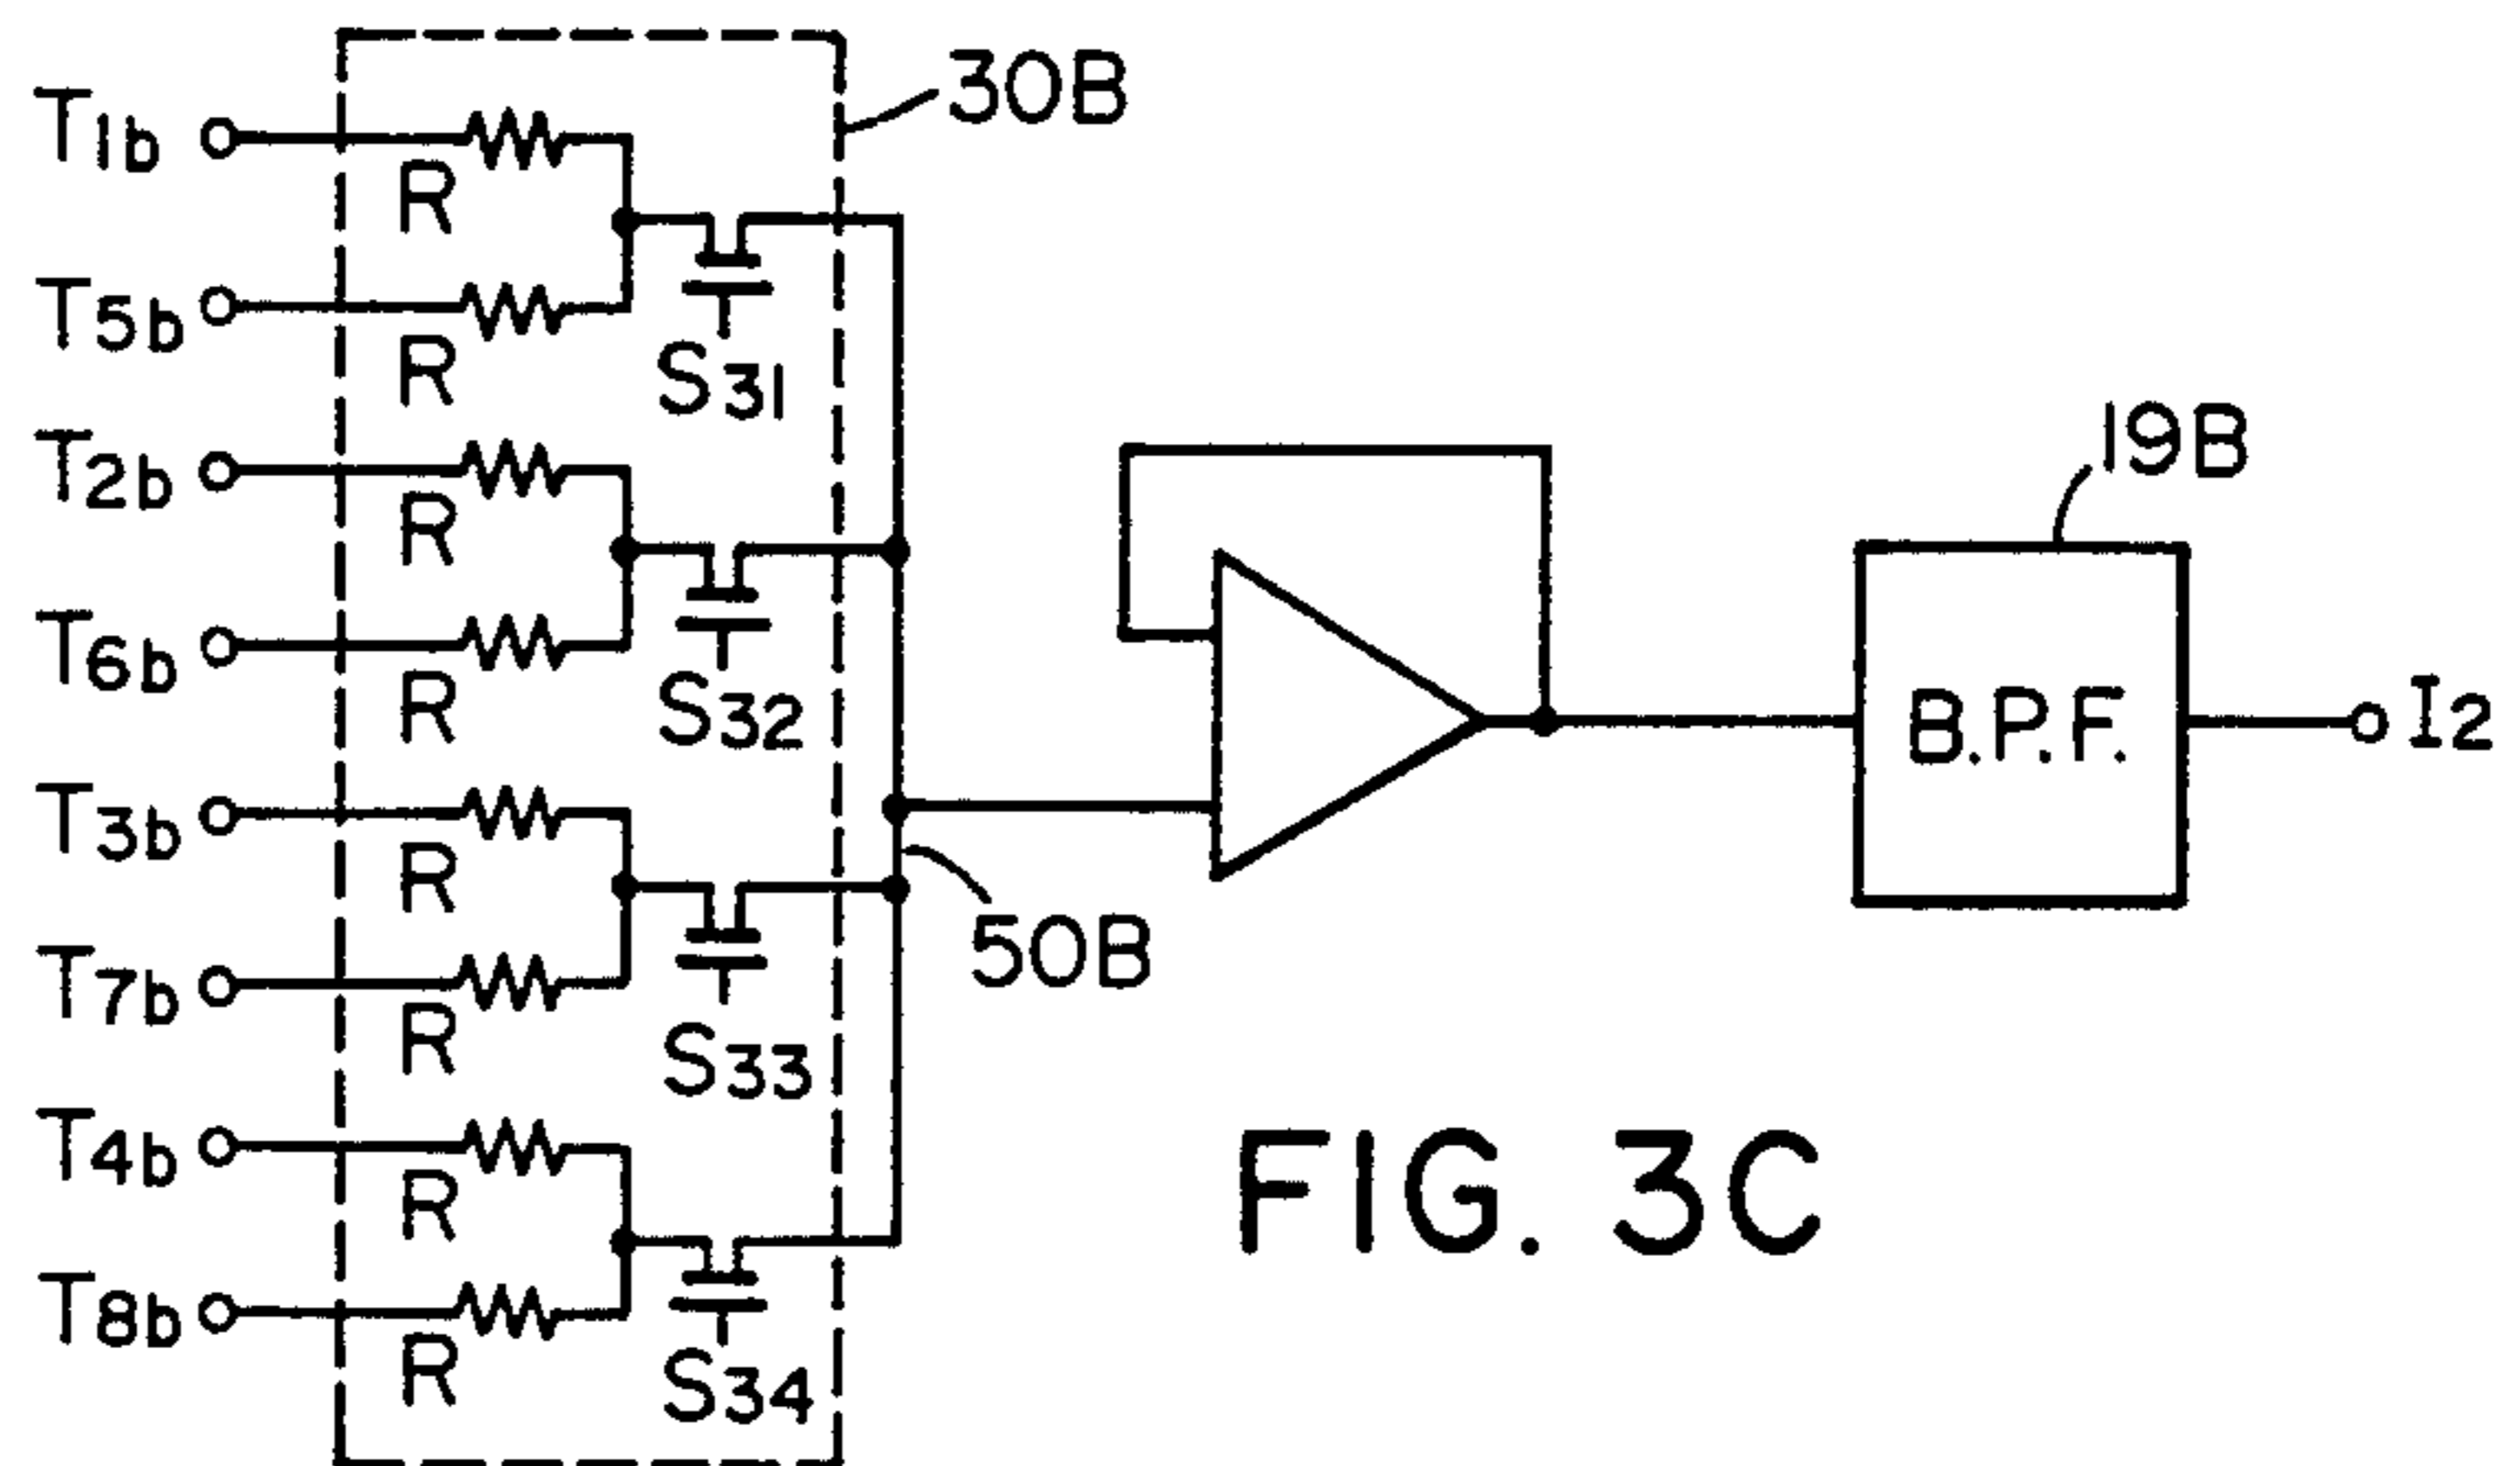 30B
T1b
R
T5b
R
S31
T2b
R
19B
T6b
R
S32
B.P.F.
I2
T3b
R
50B
T7b
R
S33
T4b
R
FIG. 3C
T8b
R
S34